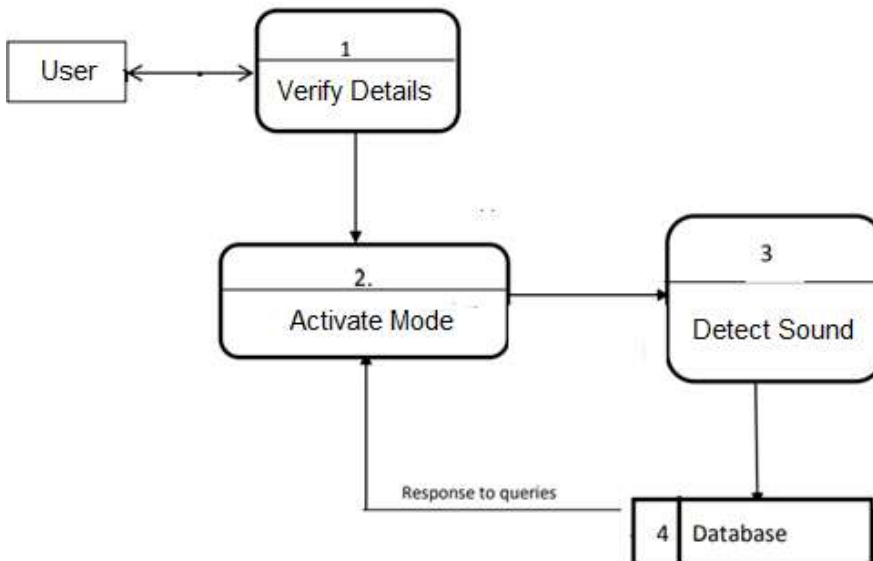 User
1
Verify Details
2.
Activate Mode
3
Detect Sound
Response to queries
4 Database